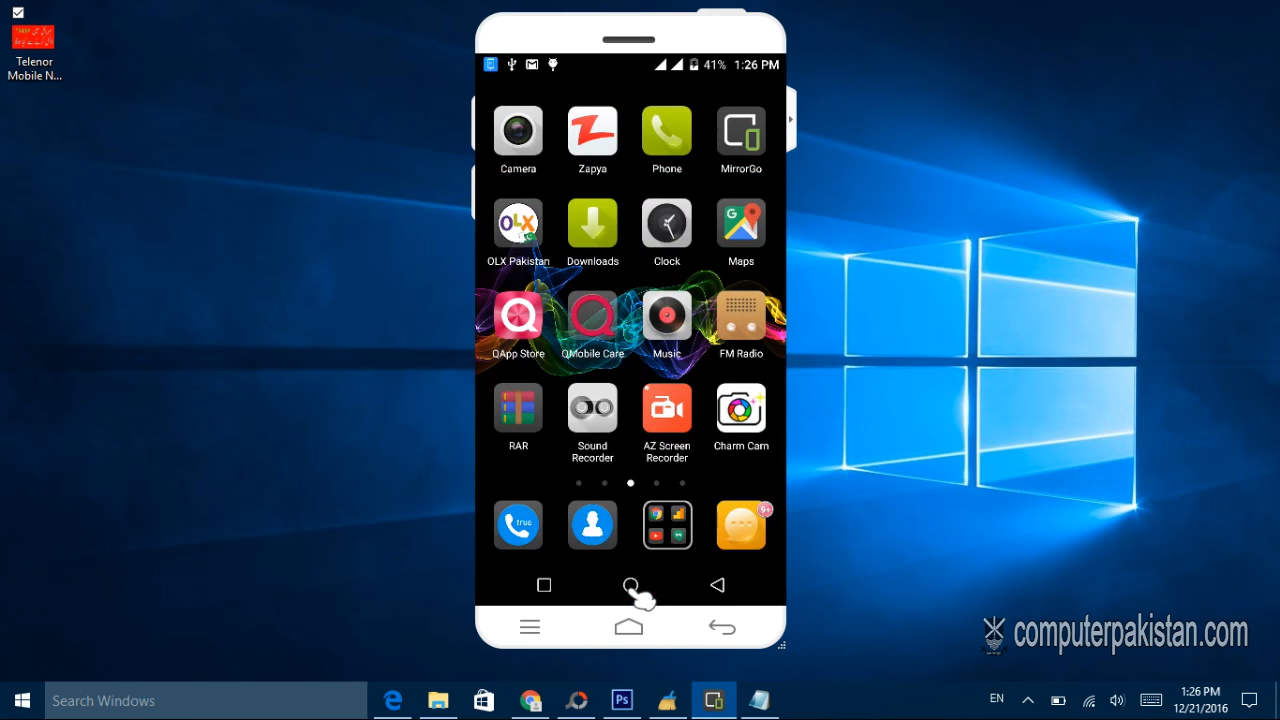 Telenor
Mobile N...
41% 1:26 PM
Camera
Zapya
Phone
MirrorGo
OLX
OLX Pakistan
Downloads
Clock
G
Maps
QApp Store
QMobile Care
Music
FM Radio
RAR
Sound
Recorder
AZ Screen
Recorder
Charm Cam
true
9+
computerpakistan.com
Search Windows
Ps
EN
1:26 PM
12/21/2016